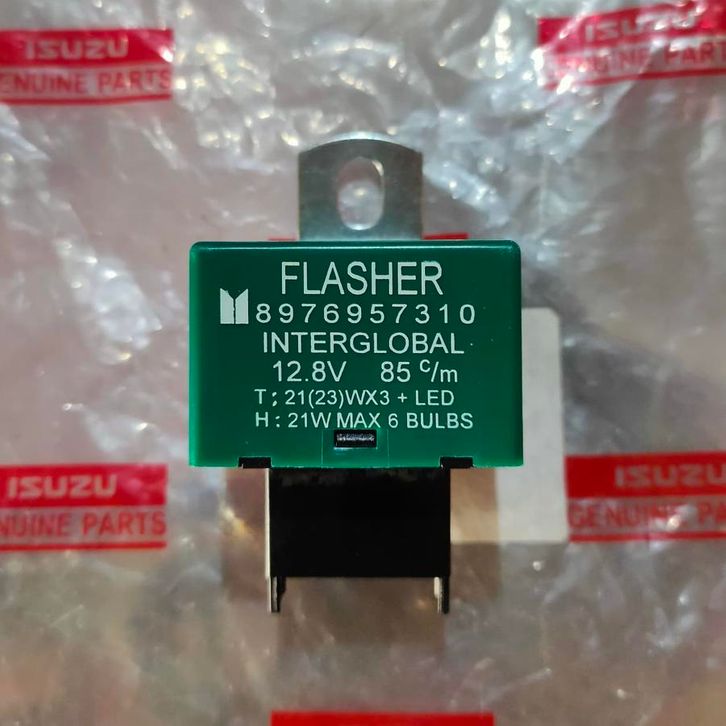 ISUZU
GENUINE PARTS
GENUINE PARTS
FLASHER
8976957310
INTERGLOBAL
12.8V 85 c/m
T : 21(23)WX3 + LED
H : 21W MAX 6 BULBS
ISUZU
GENUINE PARTS
ISUZU
GENUINE PARTS